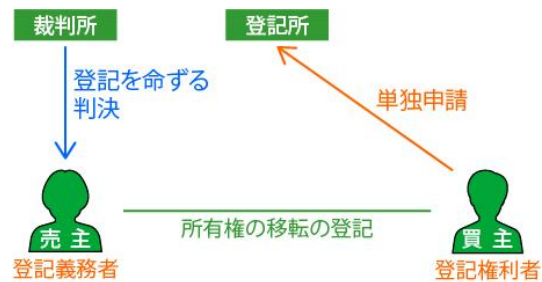 裁判所
登記所
登記を命ずる
判決
単独申請
売主
買主
所有権の移転の登記
登記義務者
登記権利者